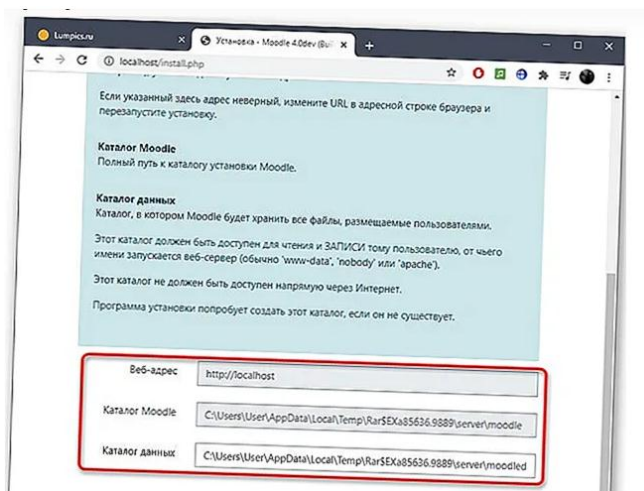 Lumpics.ru
Установка - Moodle 4.0dev (Bui
localhost/install.php
Если указанный здесь адрес неверный, измените URL в адресной строке браузера и
перезапустите установку.
Каталог Moodle
Полный путь к каталогу установки Moodle.
Каталог данных
Каталог, в котором Moodle будет хранить все файлы, размещаемые пользователями.
Этот каталог должен быть доступен для чтения и ЗАПИСИ тому пользователю, от чьего
имени запускается веб-сервер (обычно 'www-data', 'nobody' или 'apache').
Этот каталог не должен быть доступен напрямую через Интернет.
Программа установки попробует создать этот каталог, если он не существует.
Веб-адрес
http://localhost
Каталог Moodle
C:\Users\User\AppData\Local\Temp\Rar$EXa85636.9889\server\moodle
Каталог данных
C:\Users\User\AppData\Local\Temp\Rar$EXa85636.9889\server\moodled